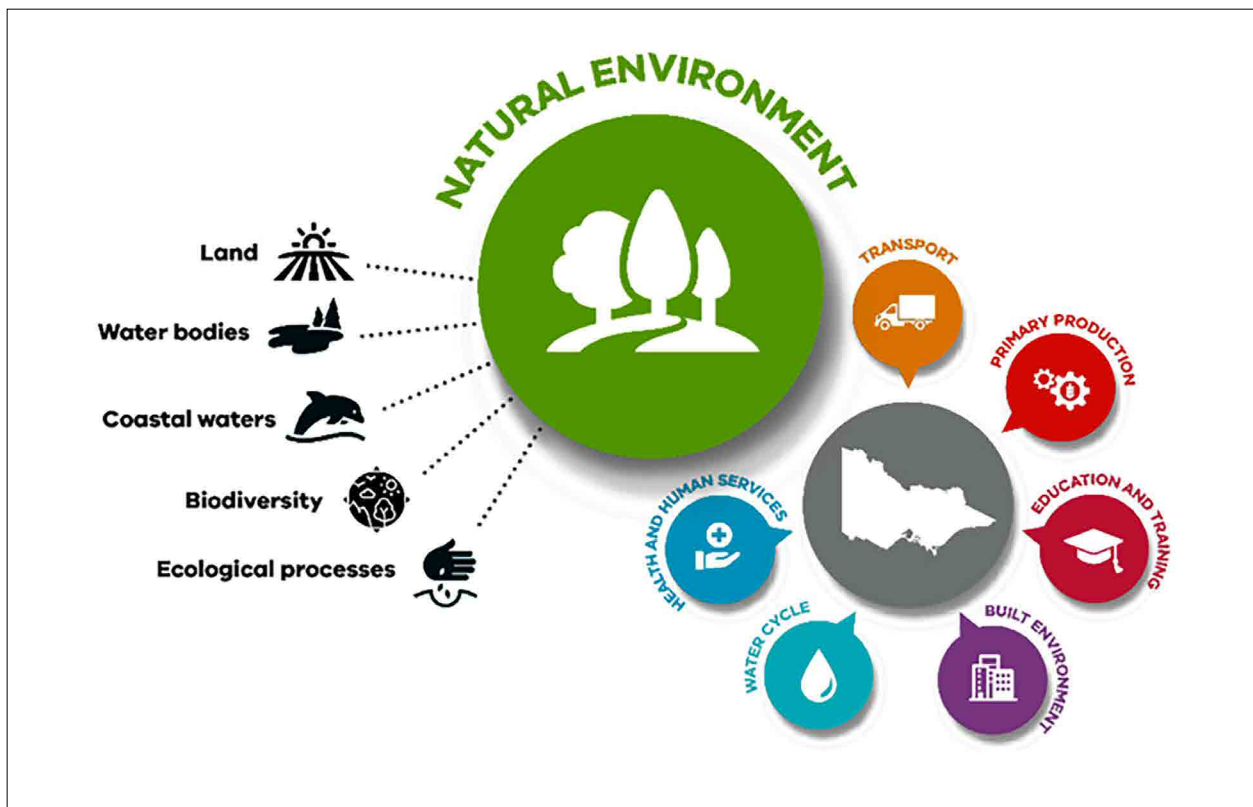 NATURAL ENVIRONMENT
Land
Water bodies
Coastal waters
Biodiversity
Ecological processes
TRANSPORT
PRIMARY PRODUCTION
EDUCATION AND TRAINING
BUILT ENVIRONMENT
WATER CYCLE
HEALTH AND HUMAN SERVICES